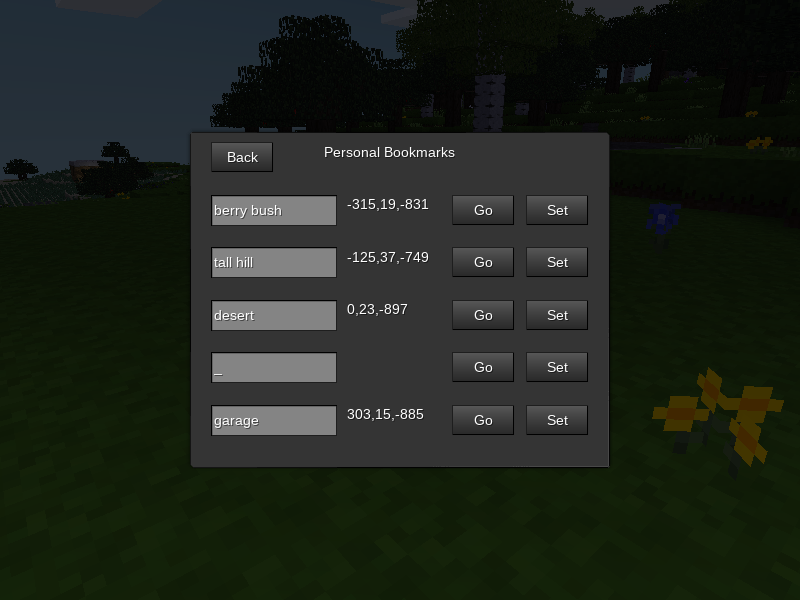 Back Personal Bookmarks
berry bush -315,19,-831 Go Set
tall hill -125,37,-749 Go Set
desert 0,23,-897 Go Set
_ Go Set
garage 303,15,-885 Go Set